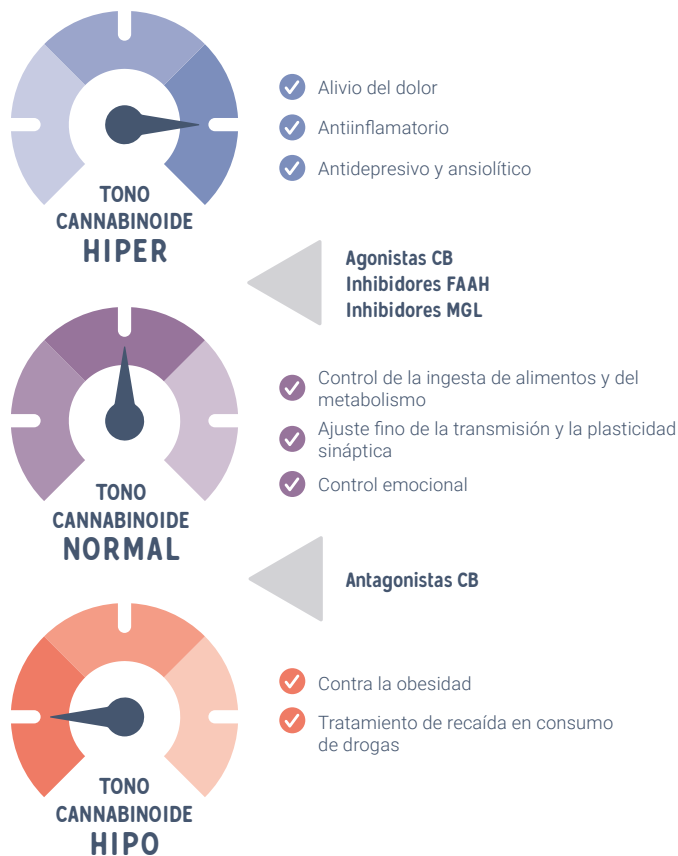 Alivio del dolor
Antiinflamatorio
Antidepresivo y ansiolítico
TONO
CANNABINOIDE
HIPER
Agonistas CB
Inhibidores FAAH
Inhibidores MGL
Control de la ingesta de alimentos y del
metabolismo
Ajuste fino de la transmisión y la plasticidad
sináptica
Control emocional
TONO
CANNABINOIDE
NORMAL
Antagonistas CB
Contra la obesidad
Tratamiento de recaída en consumo
de drogas
TONO
CANNABINOIDE
HIPO